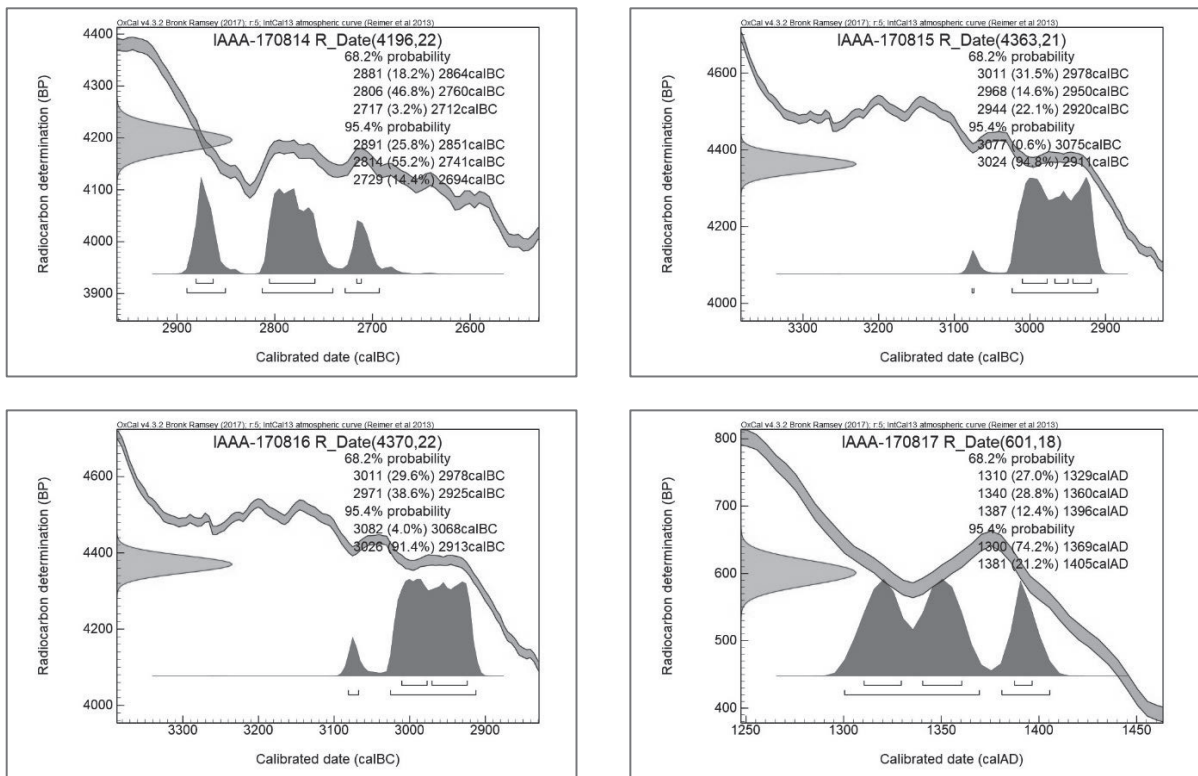 OxCal v4.3.2 Bronk Ramsey (2017); r:5; IntCal13 atmospheric curve (Reimer et al 2013)
IAAA-170814 R_Date(4196,22)
68.2% probability
2881 (18.2%) 2864calBC
2806 (46.8%) 2760calBC
2717 (3.2%) 2712calBC
95.4% probability
2891 (25.8%) 2851calBC
2814 (55.2%) 2741calBC
2729 (14.4%) 2694calBC
Radiocarbon determination (BP)
4400
4300
4200
4100
4000
3900
2900
2800
2700
2600
Calibrated date (calBC)
OxCal v4.3.2 Bronk Ramsey (2017); r:5; IntCal13 atmospheric curve (Reimer et al 2013)
IAAA-170815 R_Date(4363,21)
68.2% probability
3011 (31.5%) 2978calBC
2968 (14.6%) 2950calBC
2944 (22.1%) 2920calBC
95.4% probability
3077 (0.6%) 3075calBC
3024 (94.8%) 2911calBC
Radiocarbon determination (BP)
4600
4400
4200
4000
3300
3200
3100
3000
2900
Calibrated date (calBC)
OxCal v4.3.2 Bronk Ramsey (2017); r:5; IntCal13 atmospheric curve (Reimer et al 2013)
IAAA-170816 R_Date(4370,22)
68.2% probability
3011 (29.6%) 2978calBC
2971 (38.6%) 2925calBC
95.4% probability
3082 (4.0%) 3068calBC
3026 (91.4%) 2913calBC
Radiocarbon determination (BP)
4600
4400
4200
4000
3300
3200
3100
3000
2900
Calibrated date (calBC)
OxCal v4.3.2 Bronk Ramsey (2017); r:5; IntCal13 atmospheric curve (Reimer et al 2013)
IAAA-170817 R_Date(601,18)
68.2% probability
1310 (27.0%) 1329calAD
1340 (28.8%) 1360calAD
1387 (12.4%) 1396calAD
95.4% probability
1300 (74.2%) 1369calAD
1381 (21.2%) 1405calAD
Radiocarbon determination (BP)
800
700
600
500
400
1250
1300
1350
1400
1450
Calibrated date (calAD)